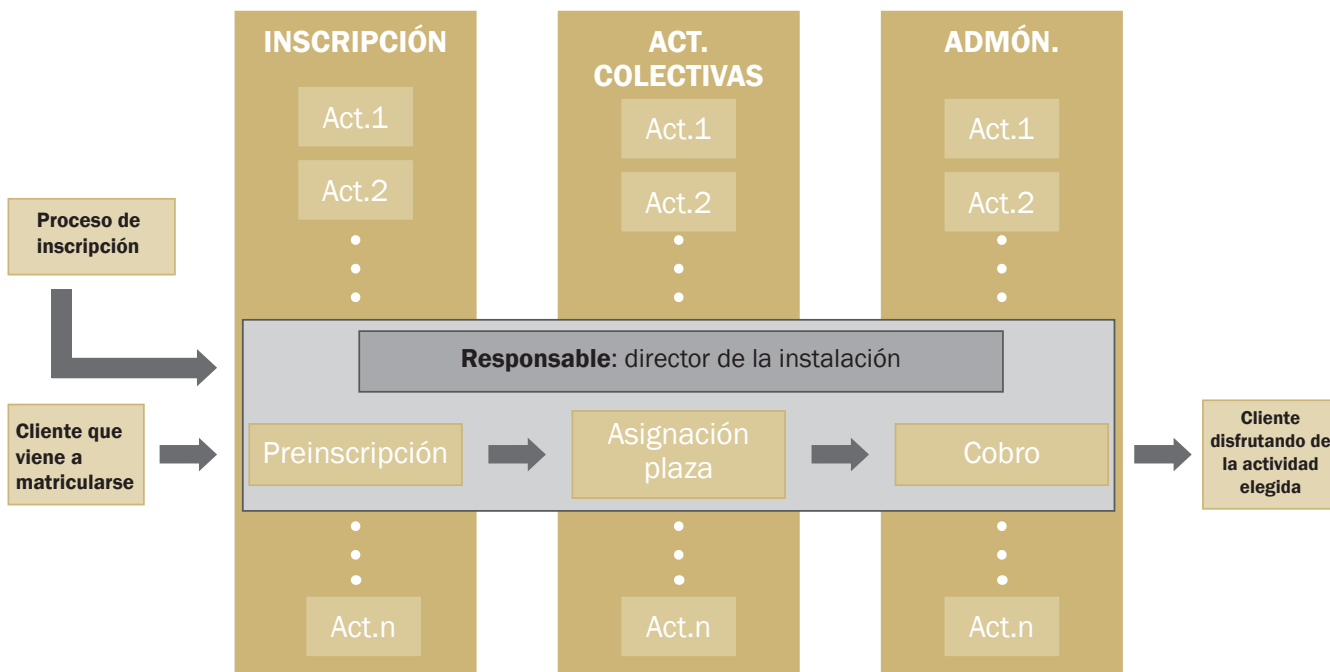 INSCRIPCIÓN
Act.1
Act.2
ACT.
COLECTIVAS
Act.1
Act.2
ADMÓN.
Act.1
Act.2
Proceso de
inscripción
Responsable: director de la instalación
Cliente que
viene a
matricularse
Preinscripción
Asignación
plaza
Cobro
Cliente
disfrutando de
la actividad
elegida
Act.n
Act.n
Act.n